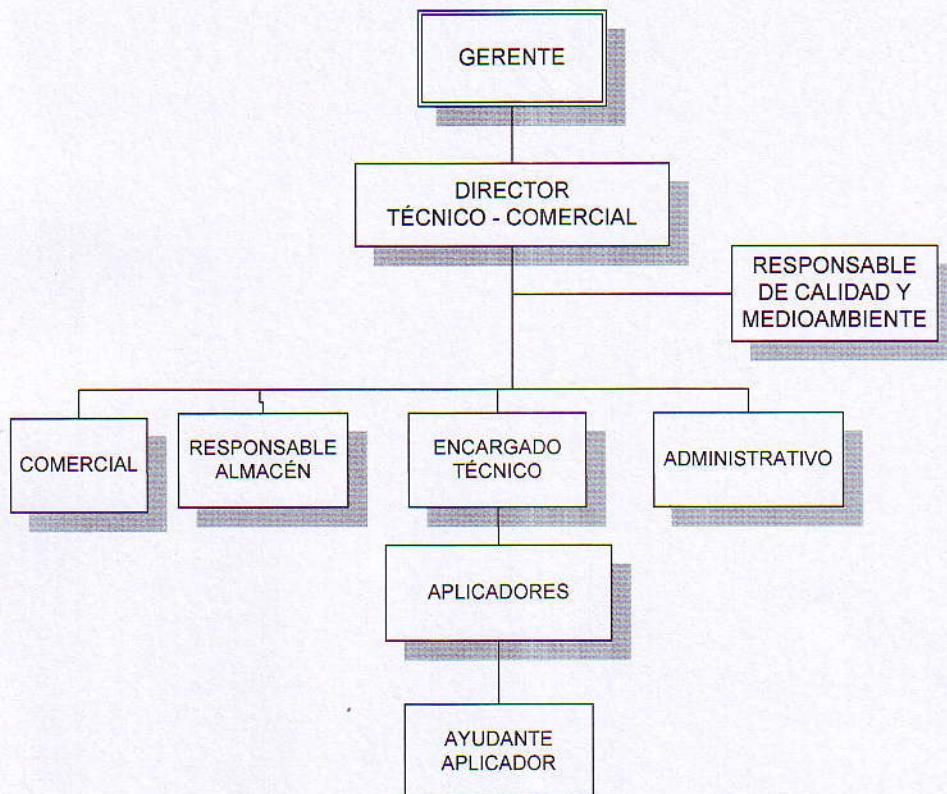 GERENTE
DIRECTOR
TÉCNICO - COMERCIAL
RESPONSABLE
DE CALIDAD Y
MEDIOAMBIENTE
COMERCIAL
RESPONSABLE
ALMACÉN
ENCARGADO
TÉCNICO
ADMINISTRATIVO
APLICADORES
AYUDANTE
APLICADOR